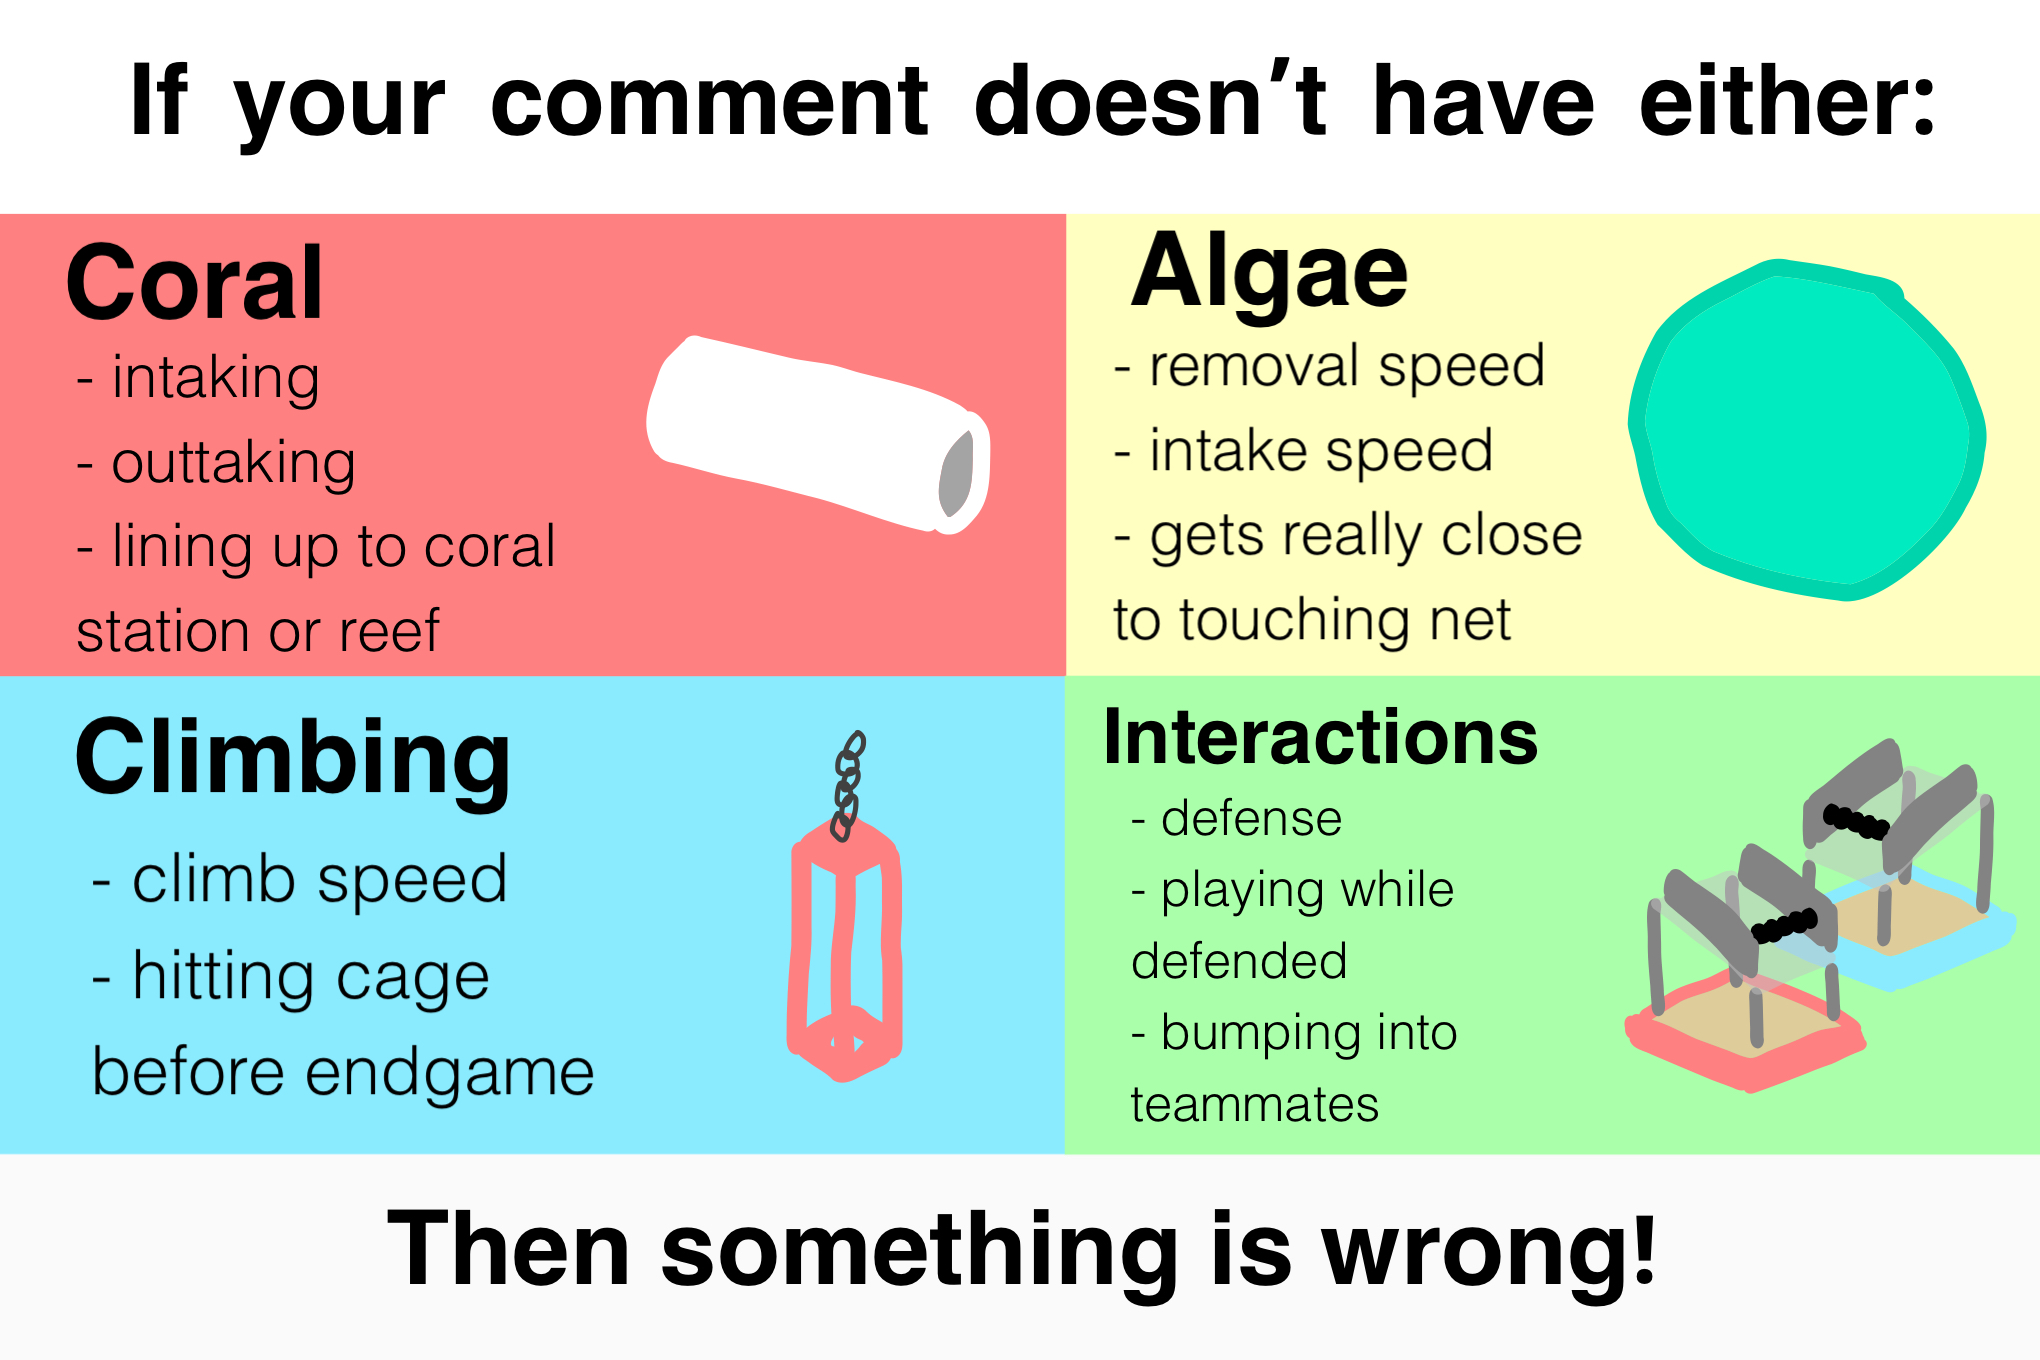 If your comment doesn't have either:
Coral
- intaking
- outtaking
- lining up to coral
station or reef
Algae
- removal speed
- intake speed
- gets really close
to touching net
Climbing
- climb speed
- hitting cage
before endgame
Interactions
- defense
- playing while
defended
- bumping into
teammates
Then something is wrong!